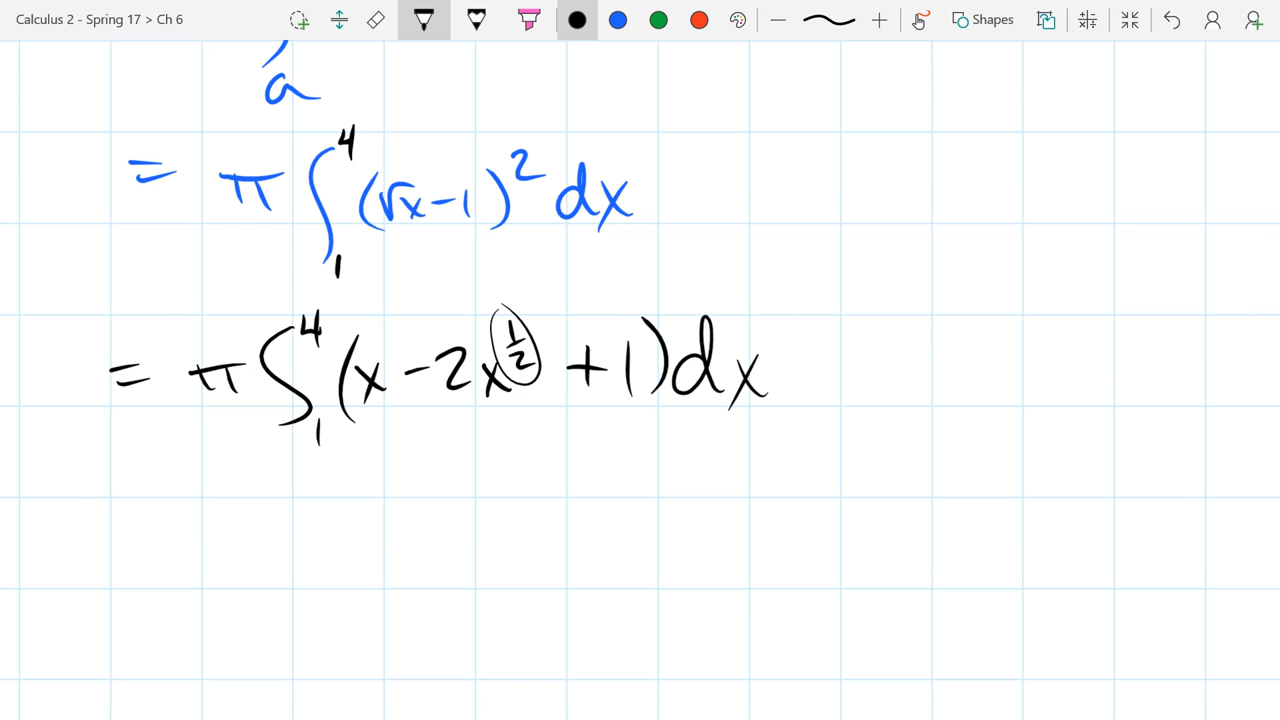 Calculus 2 - Spring 17 > Ch 6
Shapes
a
= π ∫₁⁴ (√x - 1)² dx
= π ∫₁⁴ (x - 2x^(1/2) + 1) dx